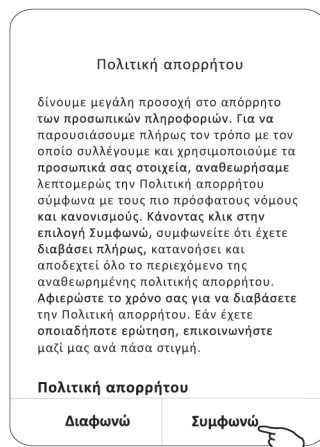 Πολιτική απορρήτου
δίνουμε μεγάλη προσοχή στο απόρρητο
των προσωπικών πληροφοριών. Για να
παρουσιάσουμε πλήρως τον τρόπο με τον
οποίο συλλέγουμε και χρησιμοποιούμε τα
προσωπικά σας στοιχεία, αναθεωρήσαμε
λεπτομερώς την Πολιτική απορρήτου
σύμφωνα με τους πιο πρόσφατους νόμους
και κανονισμούς. Κάνοντας κλικ στην
επιλογή Συμφωνώ, συμφωνείτε ότι έχετε
διαβάσει πλήρως, κατανοήσει και
αποδεχτεί όλο το περιεχόμενο της
αναθεωρημένης πολιτικής απορρήτου.
Αφιερώστε το χρόνο σας για να διαβάσετε
την Πολιτική απορρήτου. Εάν έχετε
οποιαδήποτε ερώτηση, επικοινωνήστε
μαζί μας ανά πάσα στιγμή.
Πολιτική απορρήτου
Διαφωνώ Συμφωνώ